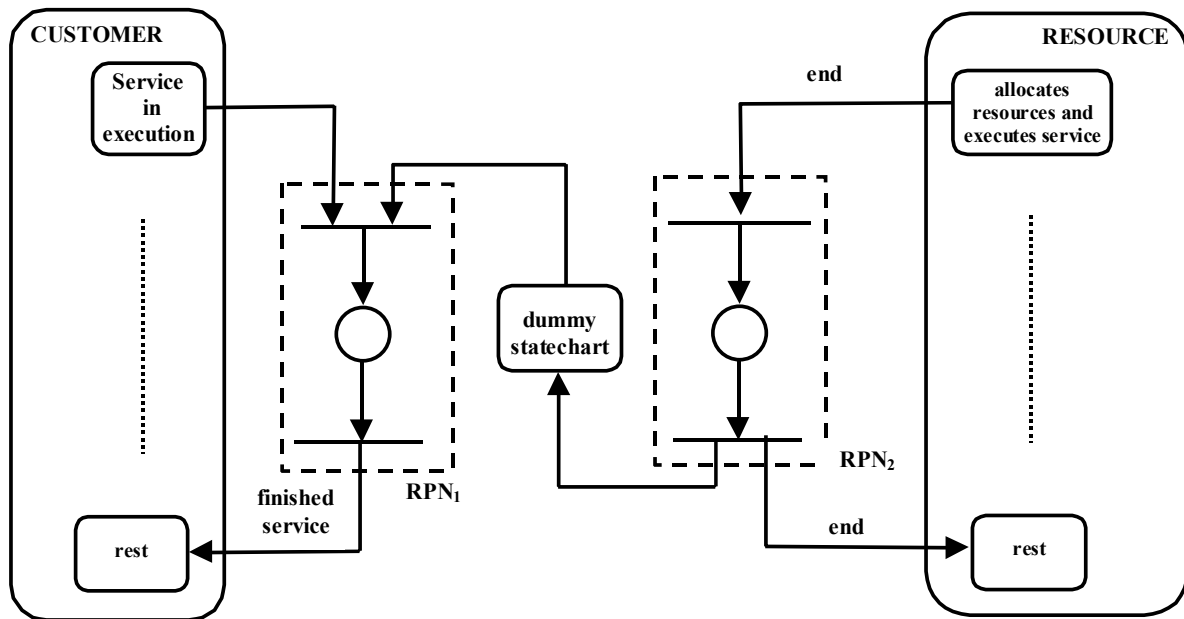 CUSTOMER
Service
in
execution
RESOURCE
end
allocates
resources and
executes service
dummy
statechart
RPN₁
RPN₂
finished
service
rest
end
rest